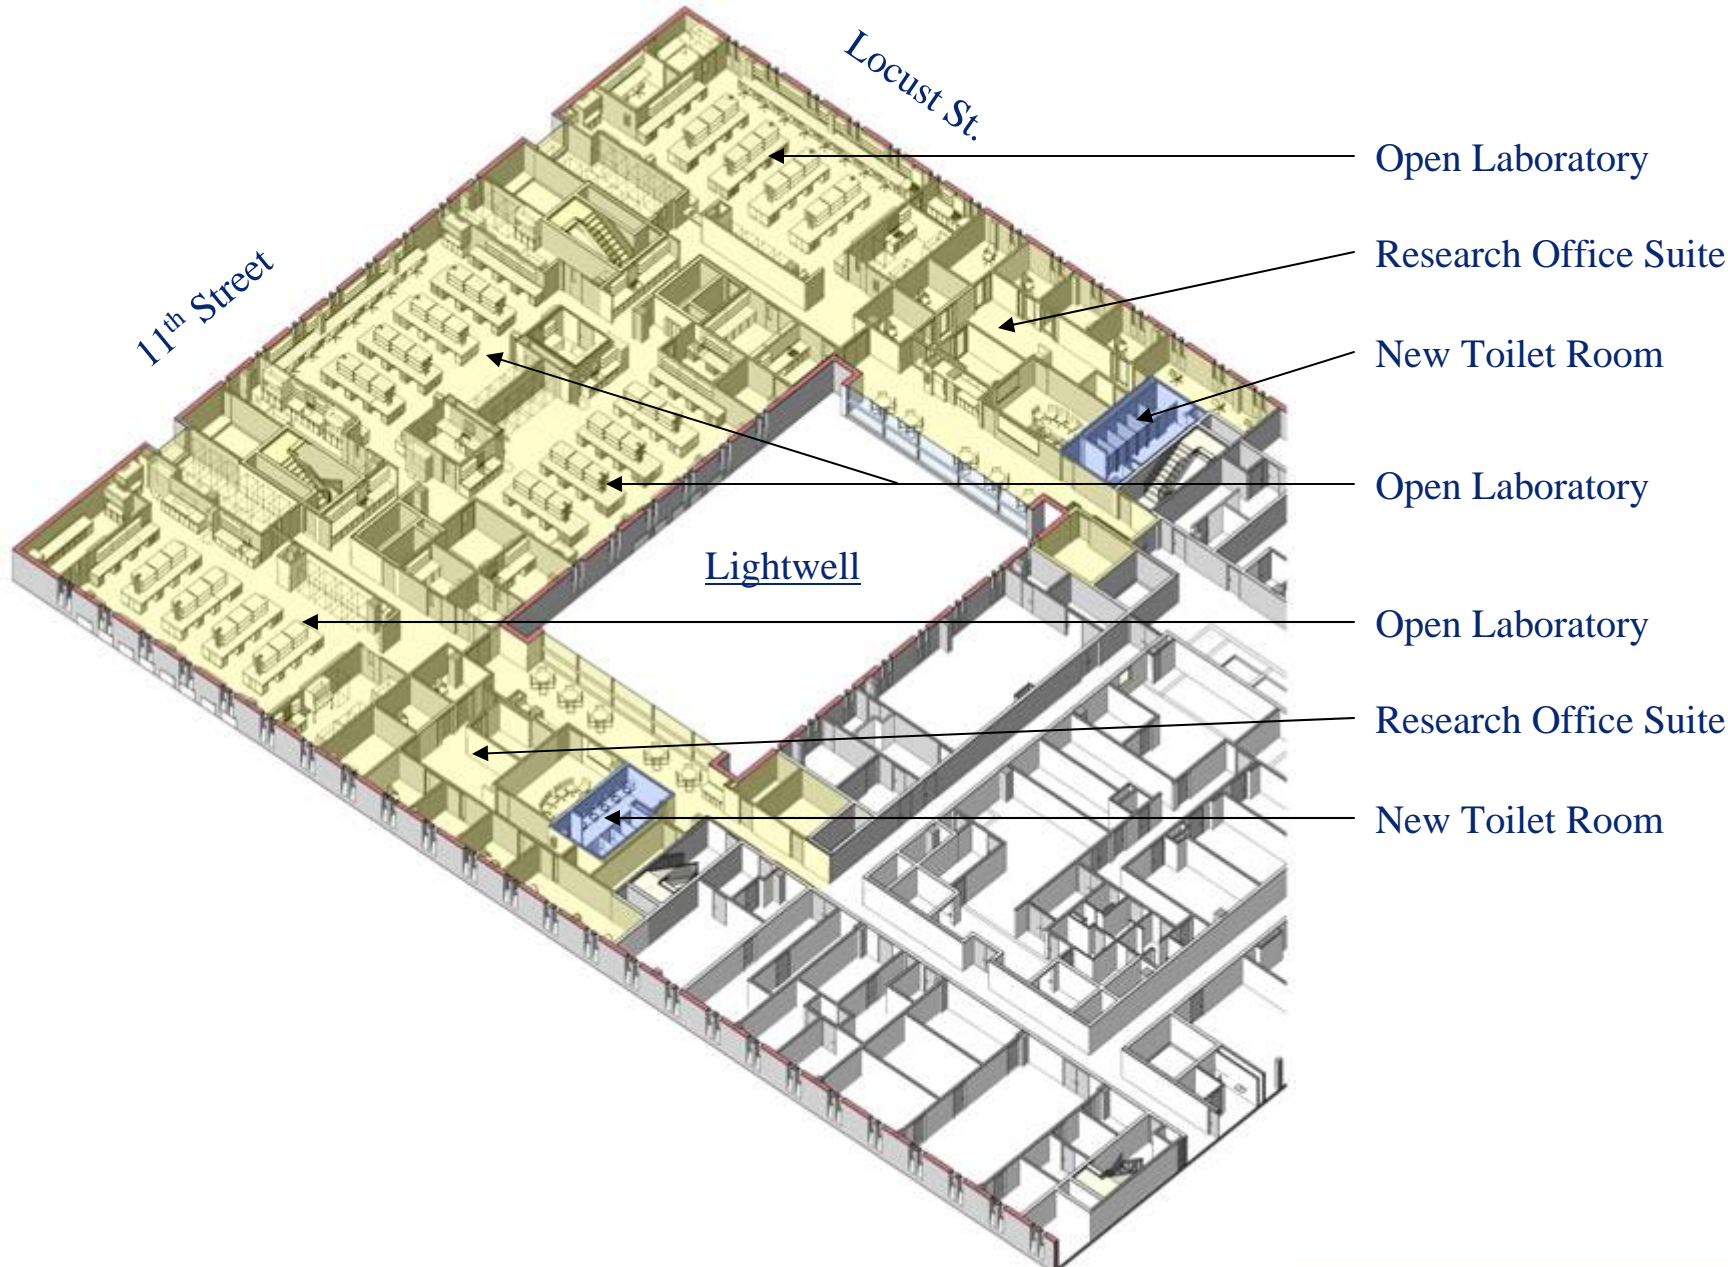 Locust St.
11th Street
Open Laboratory
Research Office Suite
New Toilet Room
Open Laboratory
Lightwell
Open Laboratory
Research Office Suite
New Toilet Room